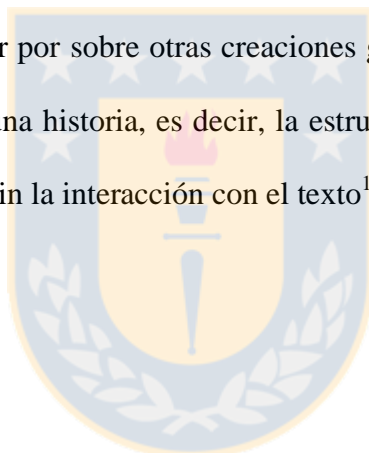 r por sobre otras creaciones
na historia, es decir, la estru
in la interacción con el texto¹